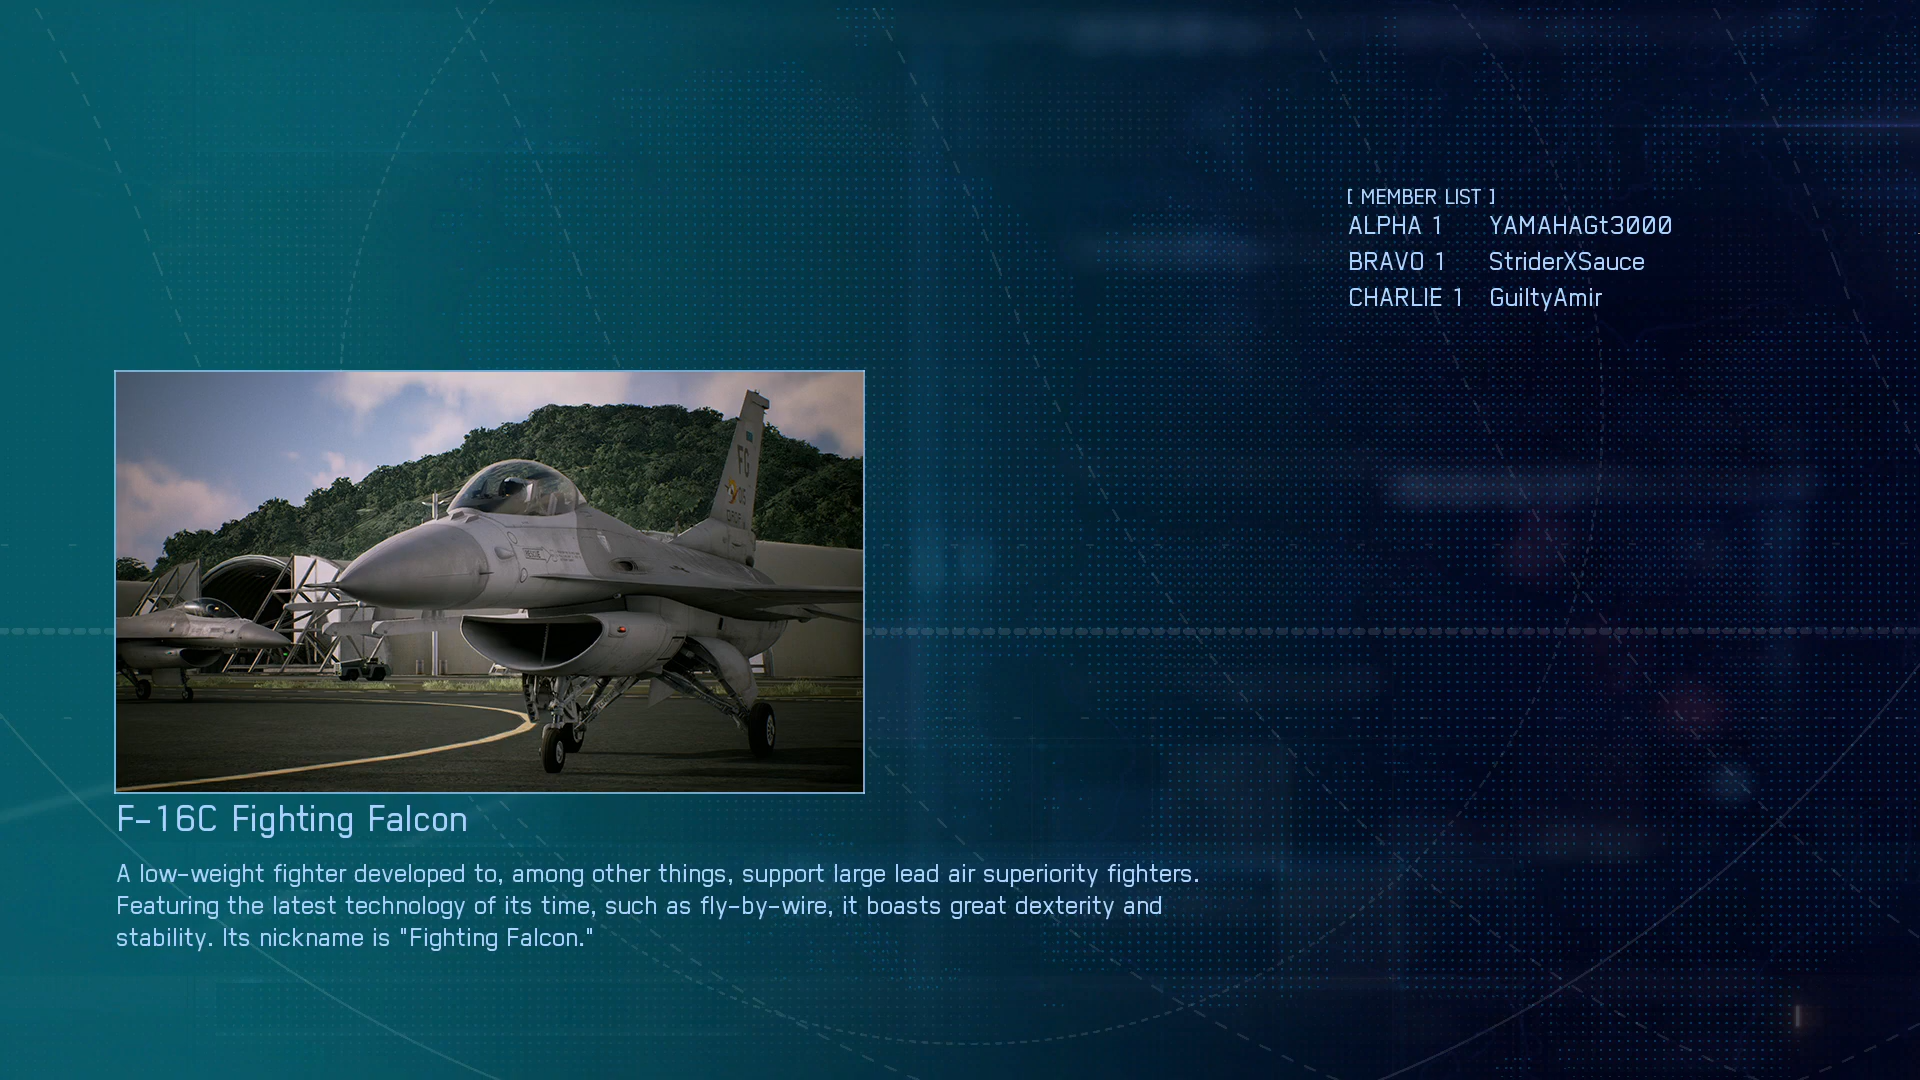 [ MEMBER LIST ]
ALPHA 1 YAMAHAGt3000
BRAVO 1 StriderXSauce
CHARLIE 1 GuiltyAmir
FG
F-16C Fighting Falcon
A low-weight fighter developed to, among other things, support large lead air superiority fighters.
Featuring the latest technology of its time, such as fly-by-wire, it boasts great dexterity and
stability. Its nickname is "Fighting Falcon."